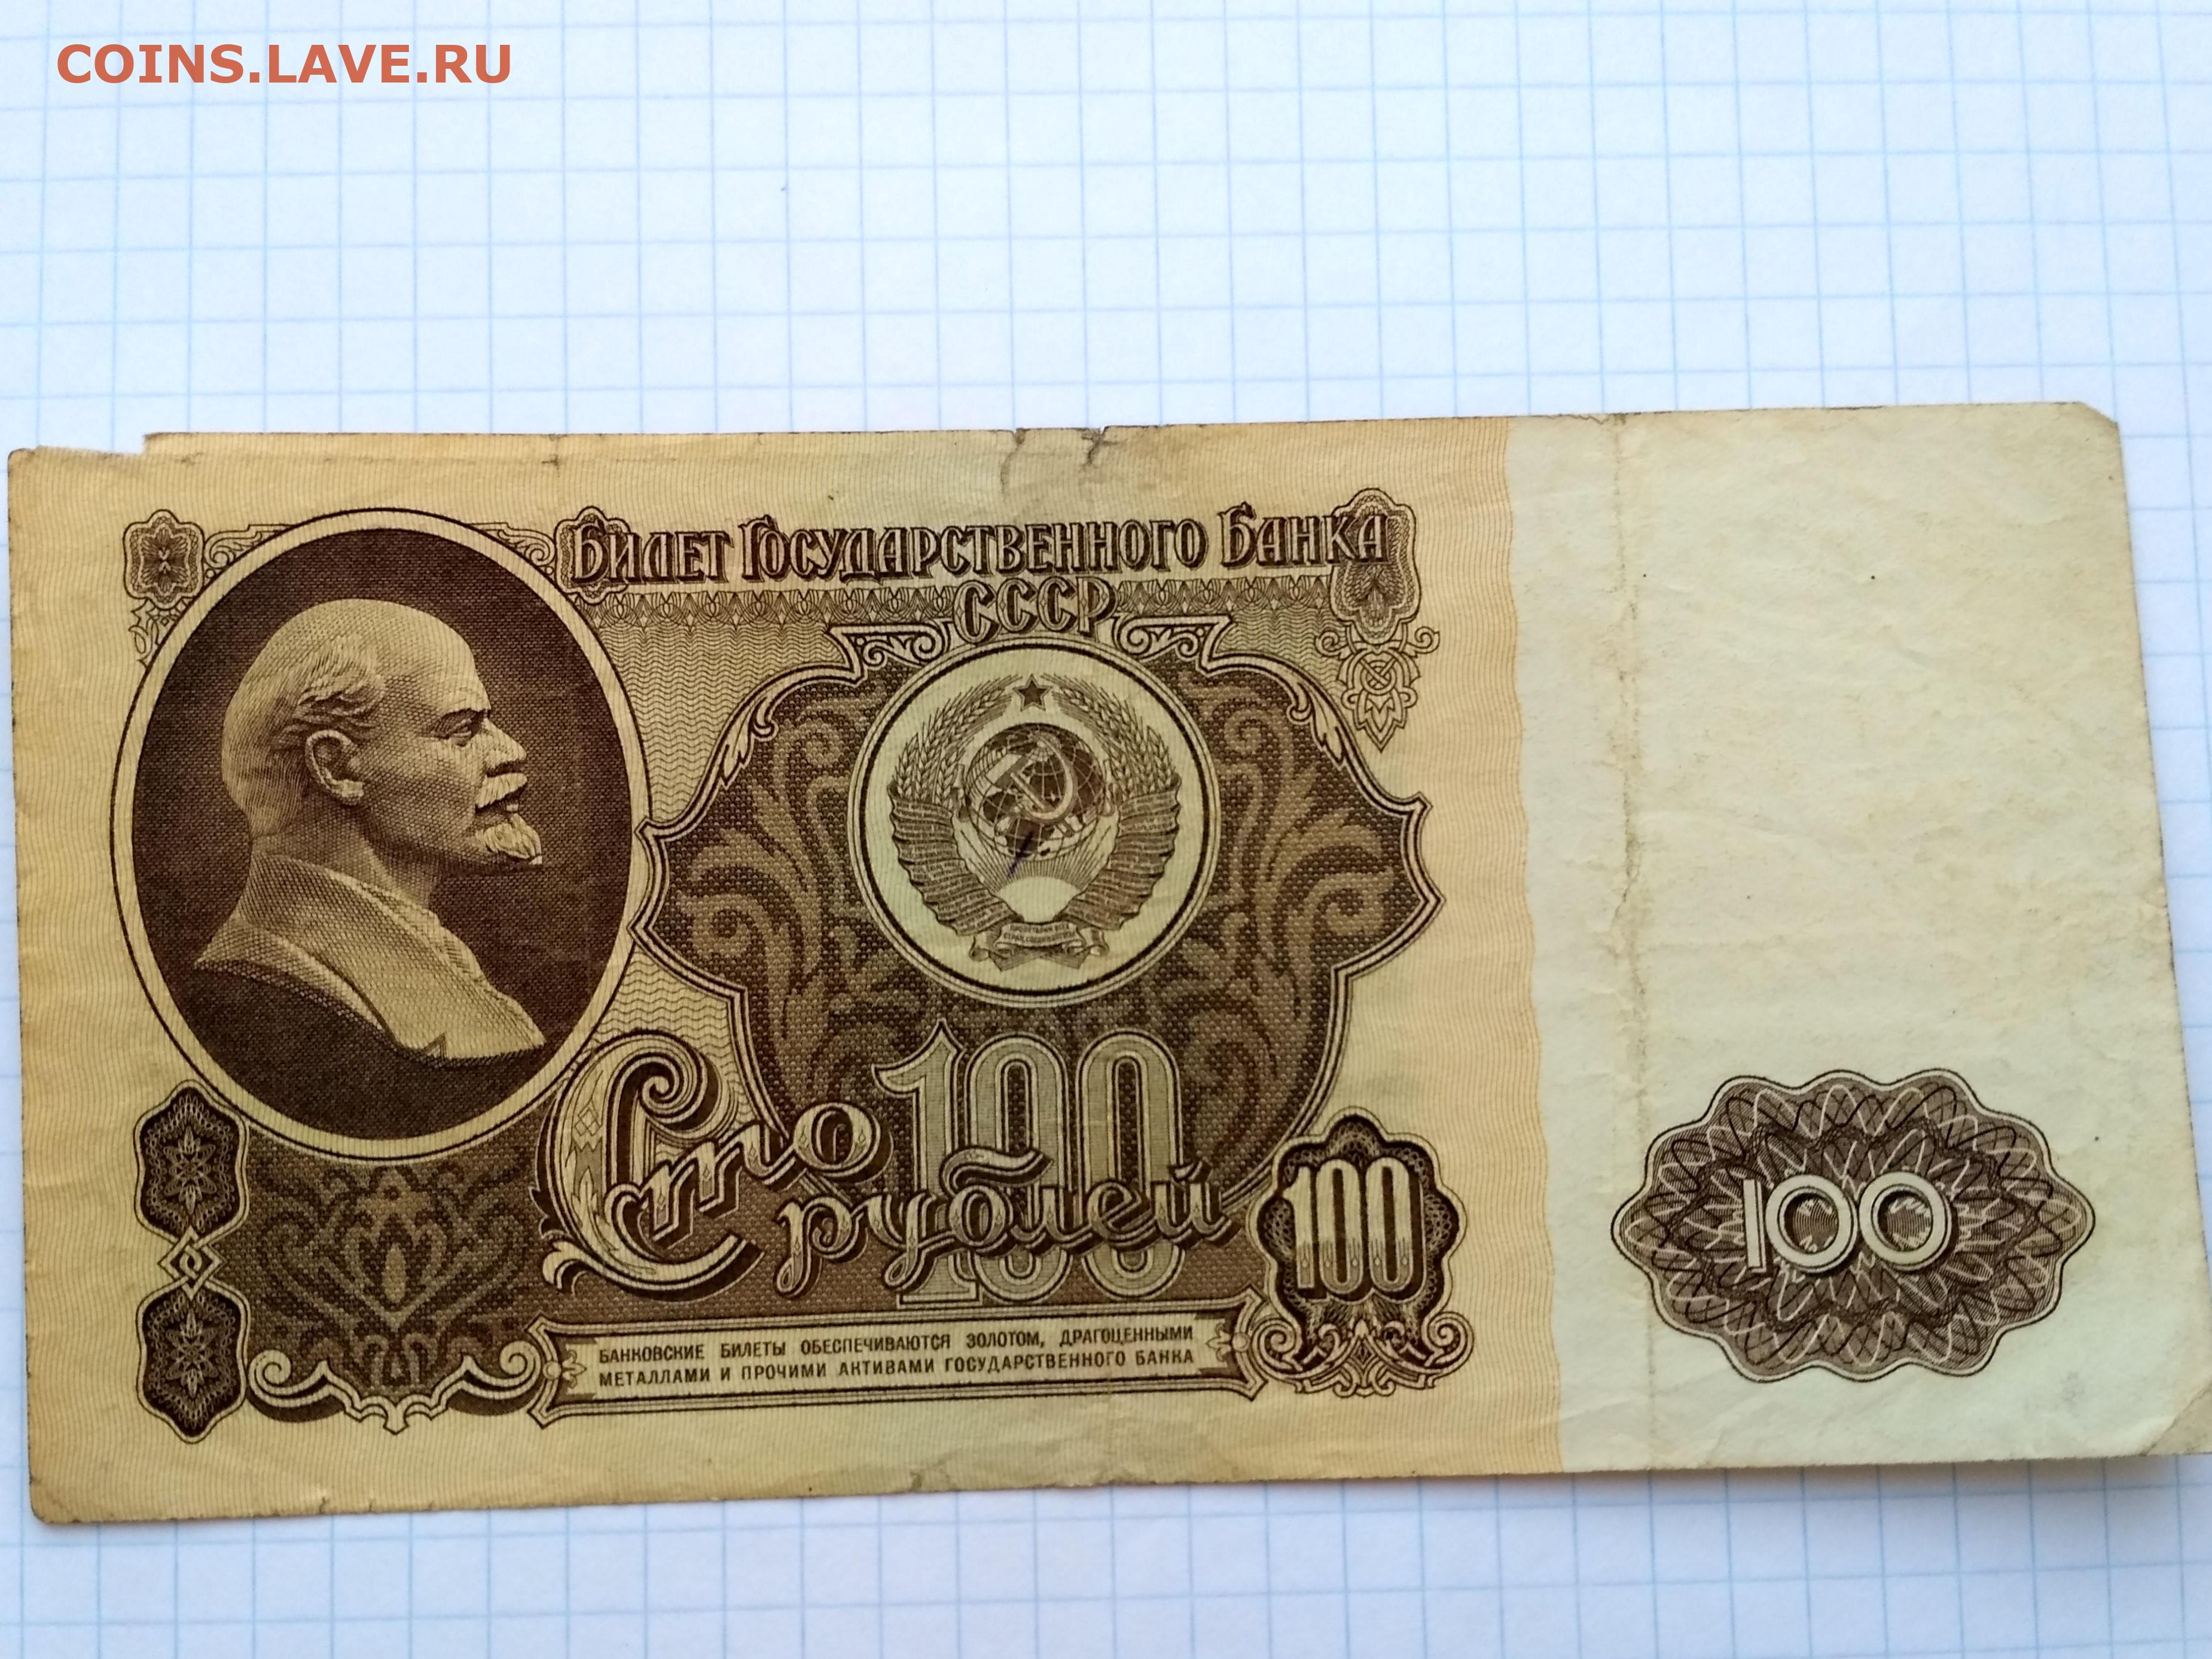 COINS.LAVE.RU
Билет Государственного Банка
СССР
100
Сто
рублей
100
100
БАНКОВСКИЕ БИЛЕТЫ ОБЕСПЕЧИВАЮТСЯ ЗОЛОТОМ, ДРАГОЦЕННЫМИ
МЕТАЛЛАМИ И ПРОЧИМИ АКТИВАМИ ГОСУДАРСТВЕННОГО БАНКА